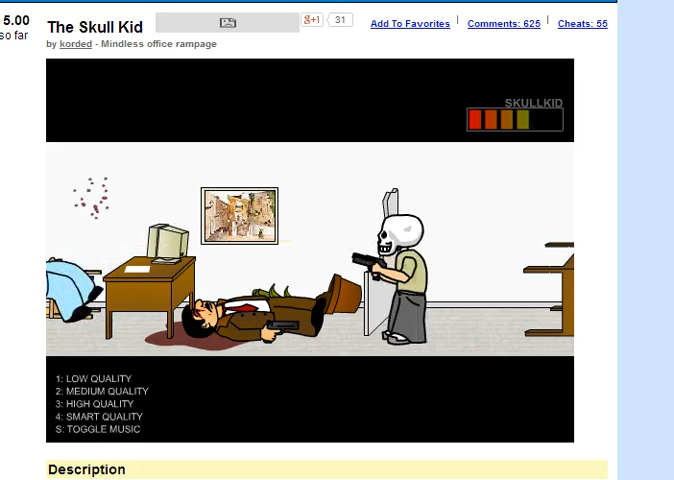 5.00
so far
The Skull Kid
g+1 31
Add To Favorites | Comments: 625 | Cheats: 55
by korded - Mindless office rampage
SKULLKID
1: LOW QUALITY
2: MEDIUM QUALITY
3: HIGH QUALITY
4: SMART QUALITY
S: TOGGLE MUSIC
Description